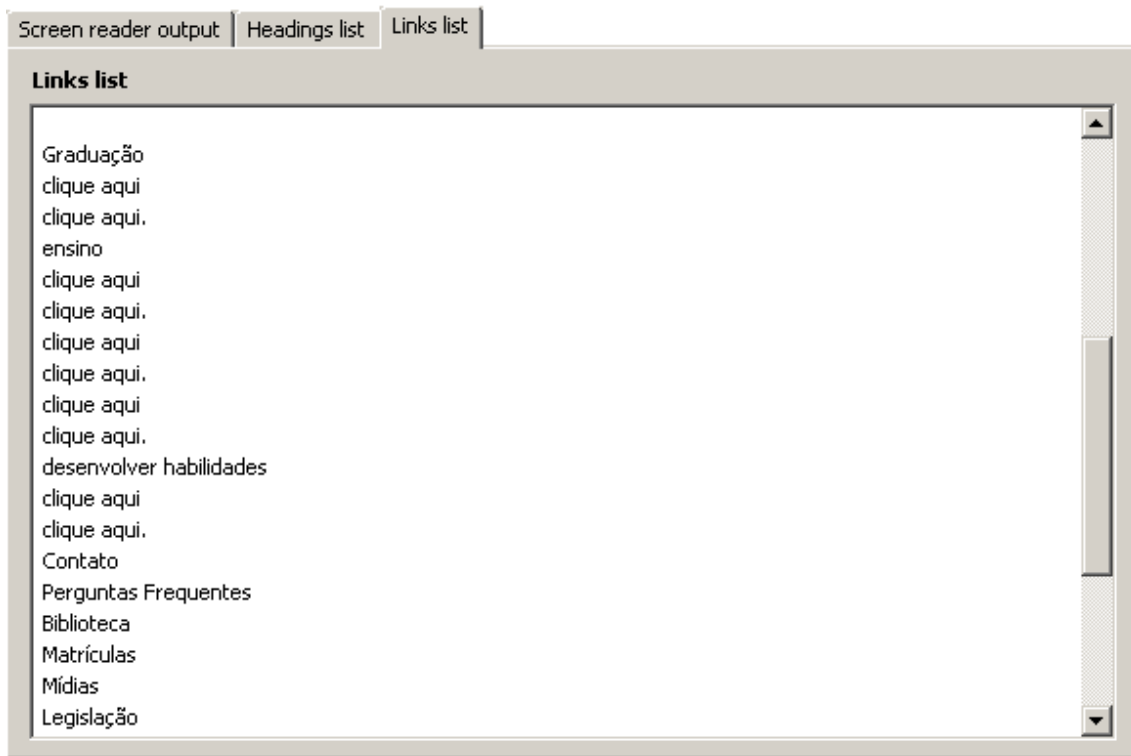 Screen reader output Headings list Links list
Links list
Graduação
clique aqui
clique aqui.
ensino
clique aqui
clique aqui.
clique aqui
clique aqui.
clique aqui
clique aqui.
desenvolver habilidades
clique aqui
clique aqui.
Contato
Perguntas Frequentes
Biblioteca
Matrículas
Mídias
Legislação